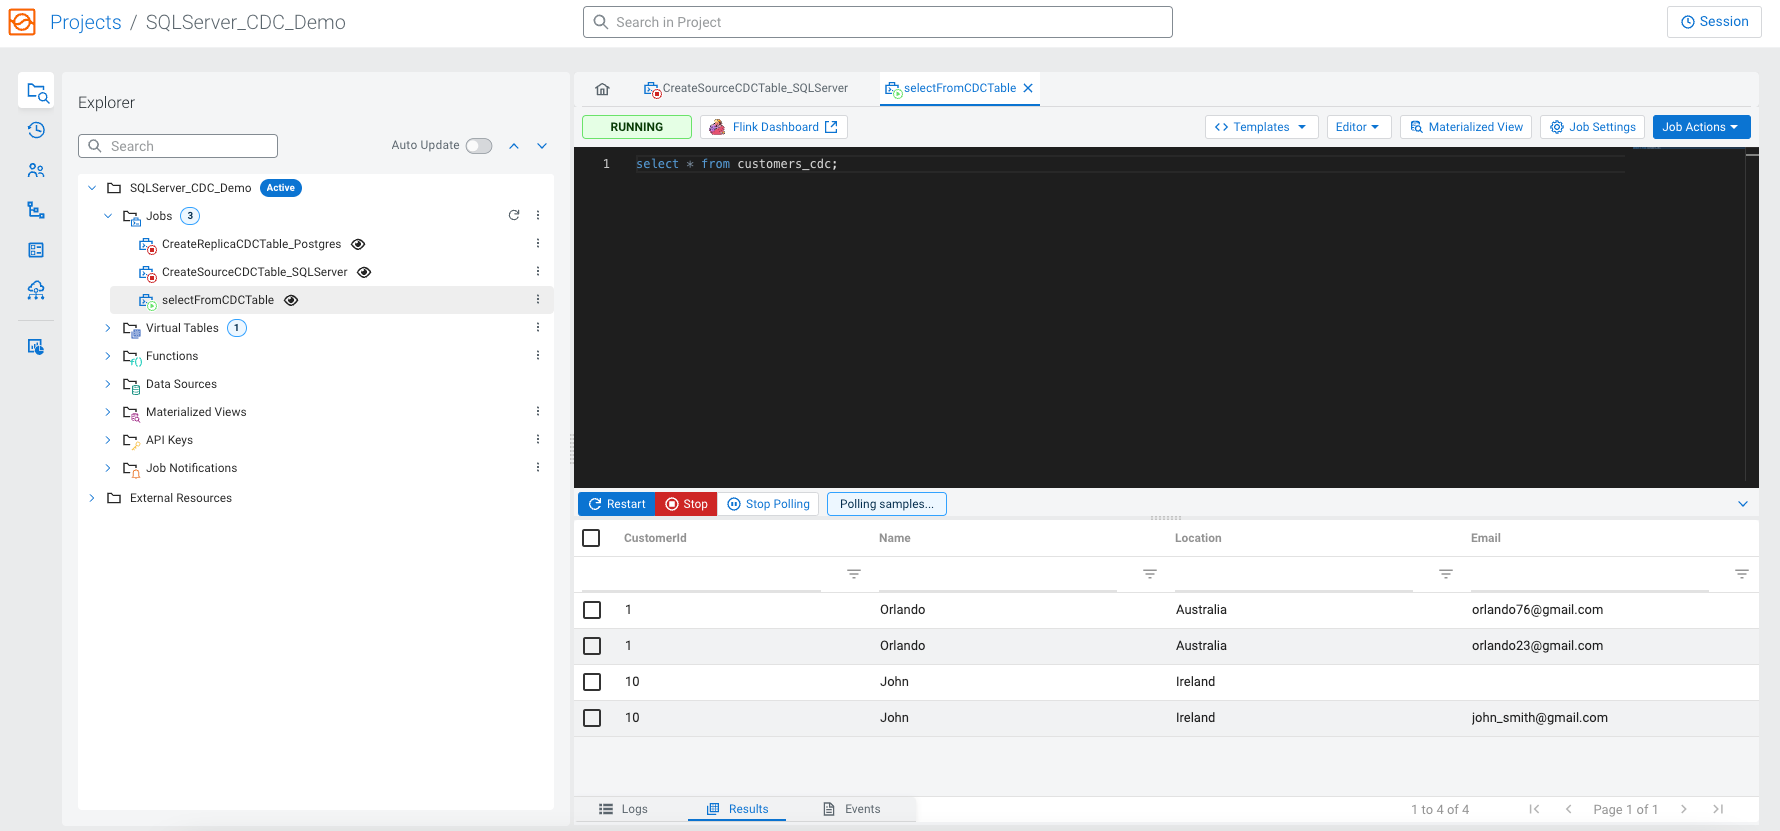 Projects / SQLServer_CDC_Demo
Search in Project
Session
Explorer
Search
Auto Update
SQLServer_CDC_Demo Active
Jobs 3
CreateReplicaCDCTable_Postgres
CreateSourceCDCTable_SQLServer
selectFromCDCTable
Virtual Tables 1
Functions
Data Sources
Materialized Views
API Keys
Job Notifications
External Resources
CreateSourceCDCTable_SQLServer
selectFromCDCTable
RUNNING
Flink Dashboard
Templates
Editor
Materialized View
Job Settings
Job Actions
1 select * from customers_cdc;
Restart
Stop
Stop Polling
Polling samples...
CustomerId Name Location Email
1 Orlando Australia orlando76@gmail.com
1 Orlando Australia orlando23@gmail.com
10 John Ireland
10 John Ireland john_smith@gmail.com
Logs
Results
Events
1 to 4 of 4
Page 1 of 1